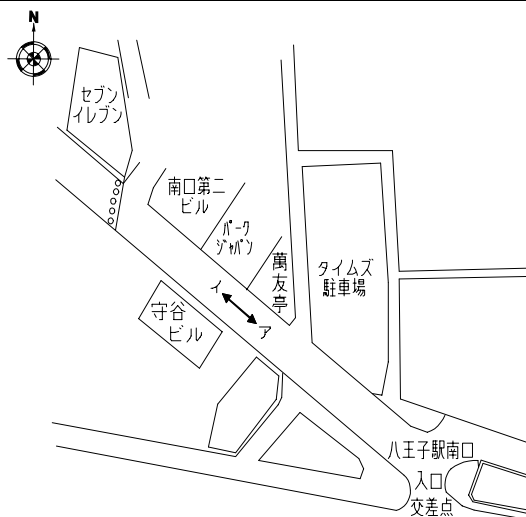 N
セブン
イレブン
南口第二
ビル
パーク
ジャパン
萬友亭
タイムズ
駐車場
イ
ア
守谷
ビル
八王子駅南口
入口
交差点